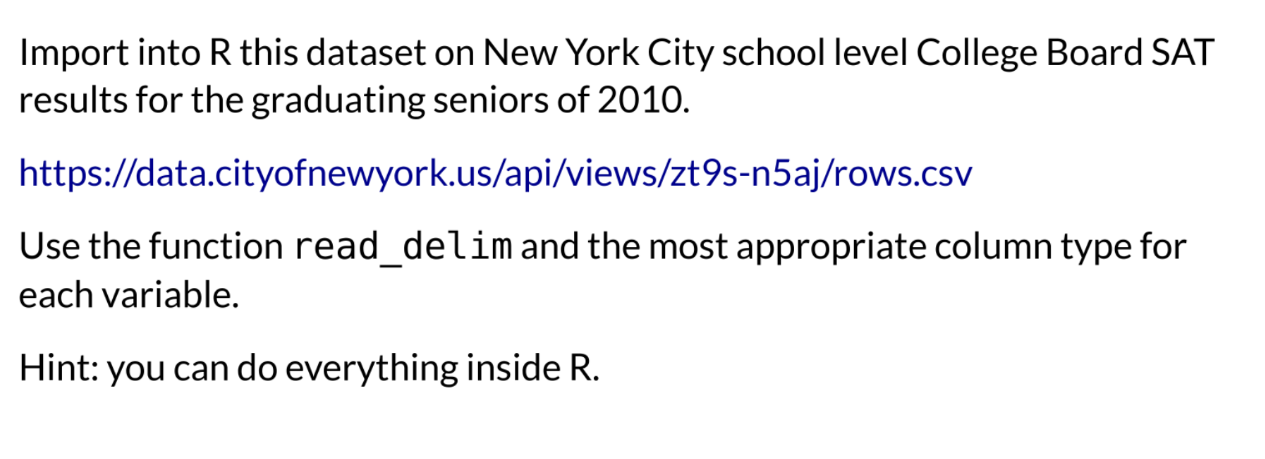 Import into R this dataset on New York City school level College Board SAT
results for the graduating seniors of 2010.
https://data.cityofnewyork.us/api/views/zt9s-n5aj/rows.csv
Use the function read_delim and the most appropriate column type for
each variable.
Hint: you can do everything inside R.